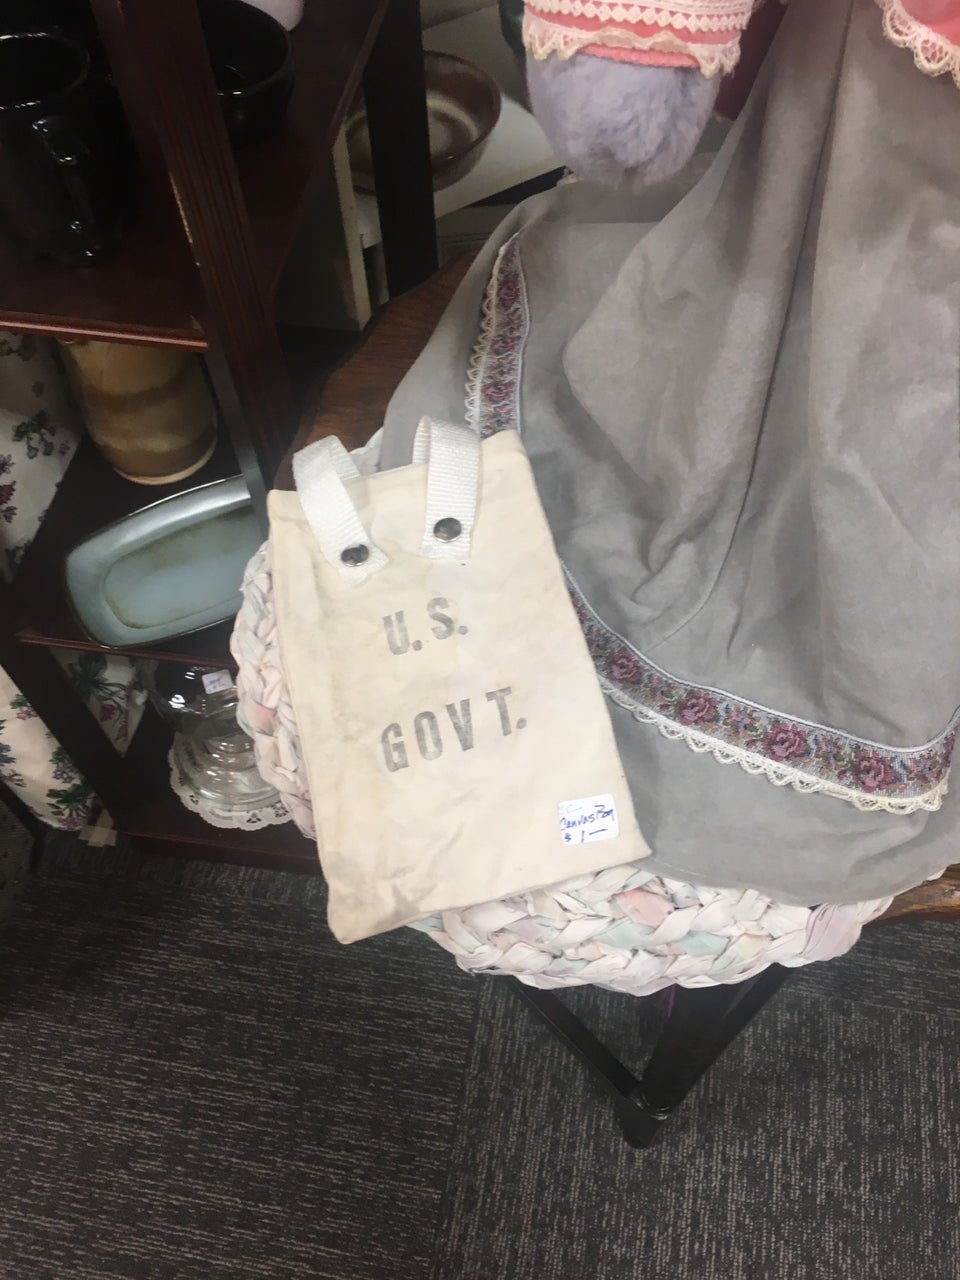 U.S.
GOVT.
Canvas Bag
$1—